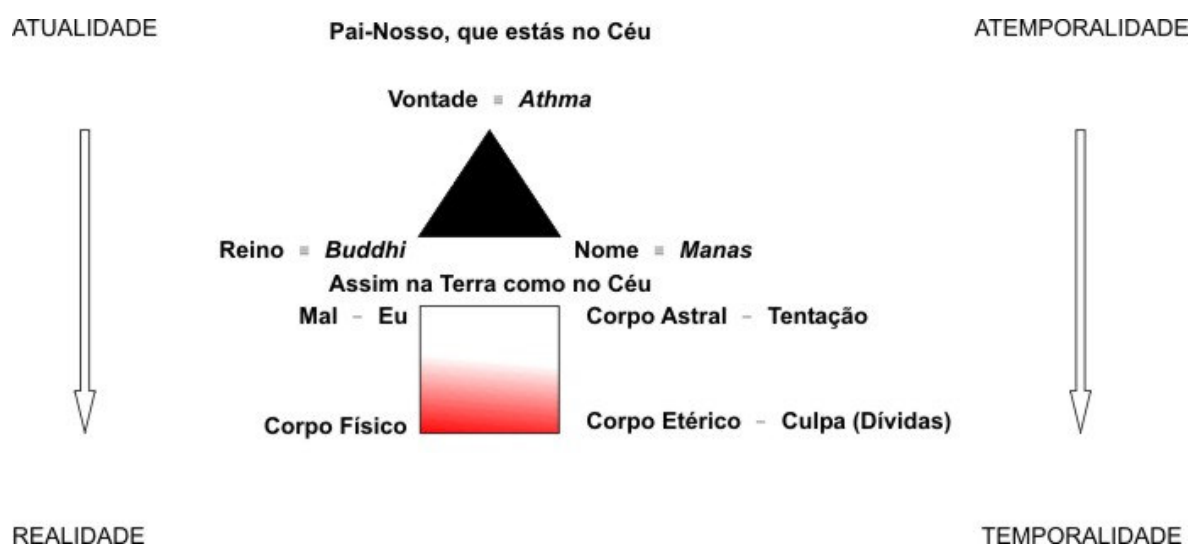 ATUALIDADE Pai-Nosso, que estás no Céu ATEMPORALIDADE
Vontade ≡ Athma
Reino ≡ Buddhi Nome ≡ Manas
Assim na Terra como no Céu
Mal – Eu Corpo Astral – Tentação
Corpo Físico Corpo Etérico – Culpa (Dívidas)
REALIDADE TEMPORALIDADE